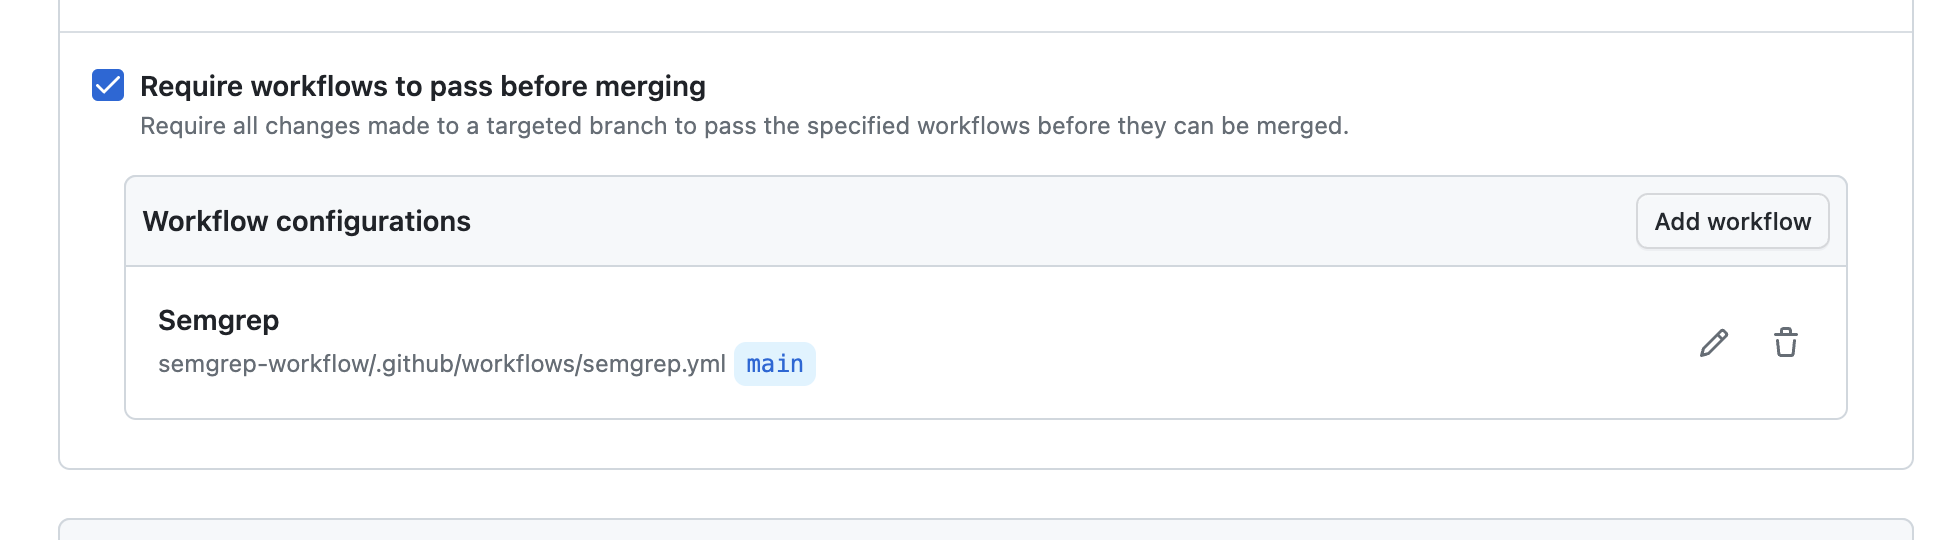 Require workflows to pass before merging
Require all changes made to a targeted branch to pass the specified workflows before they can be merged.
Workflow configurations
Add workflow
Semgrep
semgrep-workflow/.github/workflows/semgrep.yml main